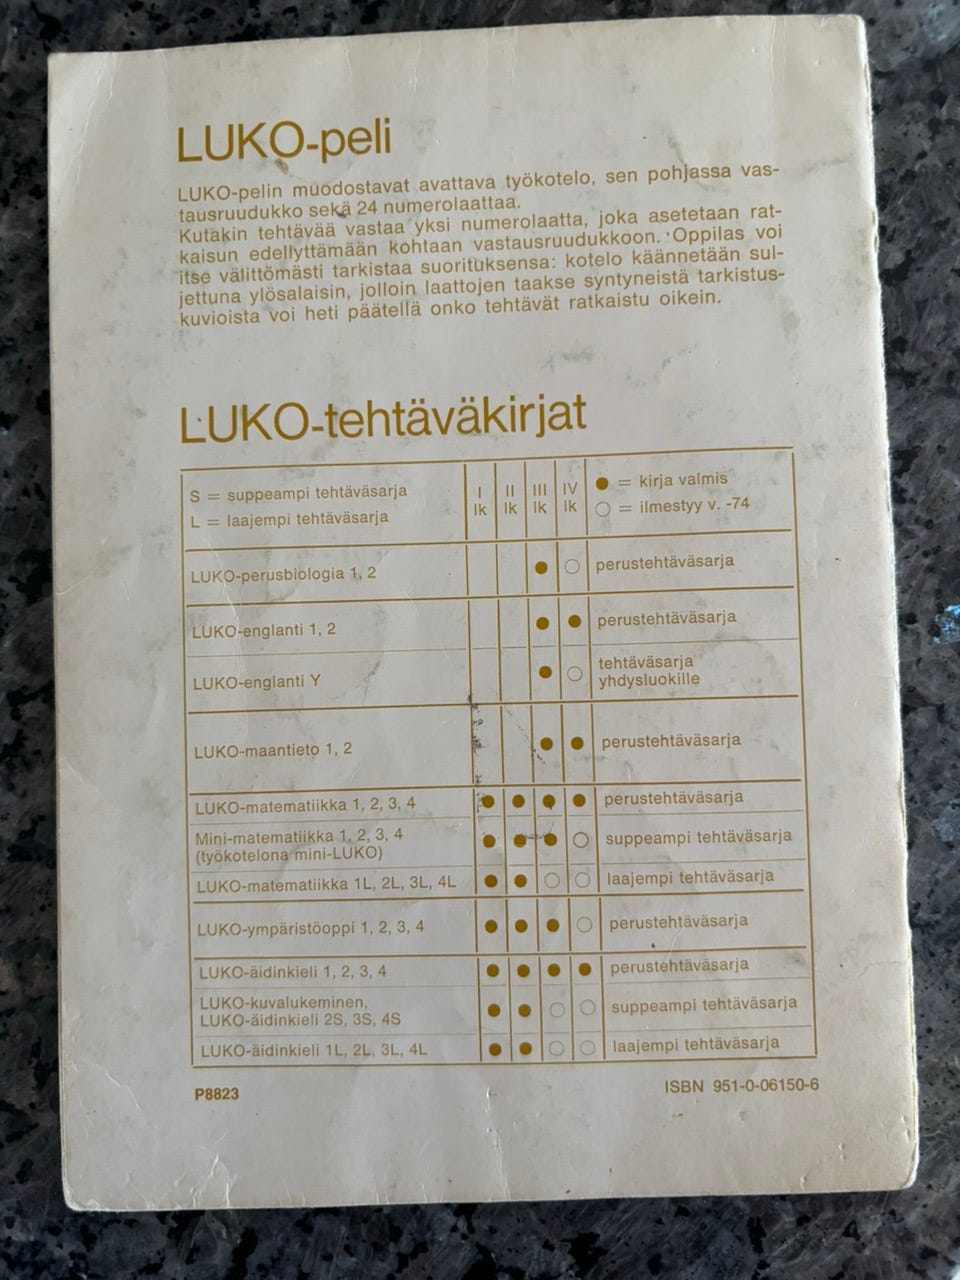 LUKO-peli
LUKO-pelin muodostavat avattava työkotelo, sen pohjassa vas-
tausruudukko sekä 24 numerolaattaa.
Kutakin tehtävää vastaa yksi numerolaatta, joka asetetaan rat-
kaisun edellyttämään kohtaan vastausruudukkoon. Oppilas voi
itse välittömästi tarkistaa suorituksensa: kotelo käännetään sul-
jettuna ylösalaisin, jolloin laattojen taakse syntyneistä tarkistus-
kuvioista voi heti päätellä onko tehtävät ratkaistu oikein.
LUKO-tehtäväkirjat
S = suppeampi tehtäväsarja
L = laajempi tehtäväsarja
I lk
II lk
III lk
IV lk
● = kirja valmis
○ = ilmestyy v. -74
LUKO-perusbiologia 1, 2 ● ○ perustehtäväsarja
LUKO-englanti 1, 2 ● ● perustehtäväsarja
LUKO-englanti Y ● ○ tehtäväsarja
yhdysluokille
LUKO-maantieto 1, 2 ● ● perustehtäväsarja
LUKO-matematiikka 1, 2, 3, 4 ● ● ● ● perustehtäväsarja
Mini-matematiikka 1, 2, 3, 4
(työkotelona mini-LUKO) ● ● ● ○ suppeampi tehtäväsarja
LUKO-matematiikka 1L, 2L, 3L, 4L ● ● ○ ○ laajempi tehtäväsarja
LUKO-ympäristöoppi 1, 2, 3, 4 ● ● ● ○ perustehtäväsarja
LUKO-äidinkieli 1, 2, 3, 4 ● ● ● ● perustehtäväsarja
LUKO-kuvalukeminen,
LUKO-äidinkieli 2S, 3S, 4S ● ● ○ ○ suppeampi tehtäväsarja
LUKO-äidinkieli 1L, 2L, 3L, 4L ● ● ○ ○ laajempi tehtäväsarja
P8823
ISBN 951-0-06150-6